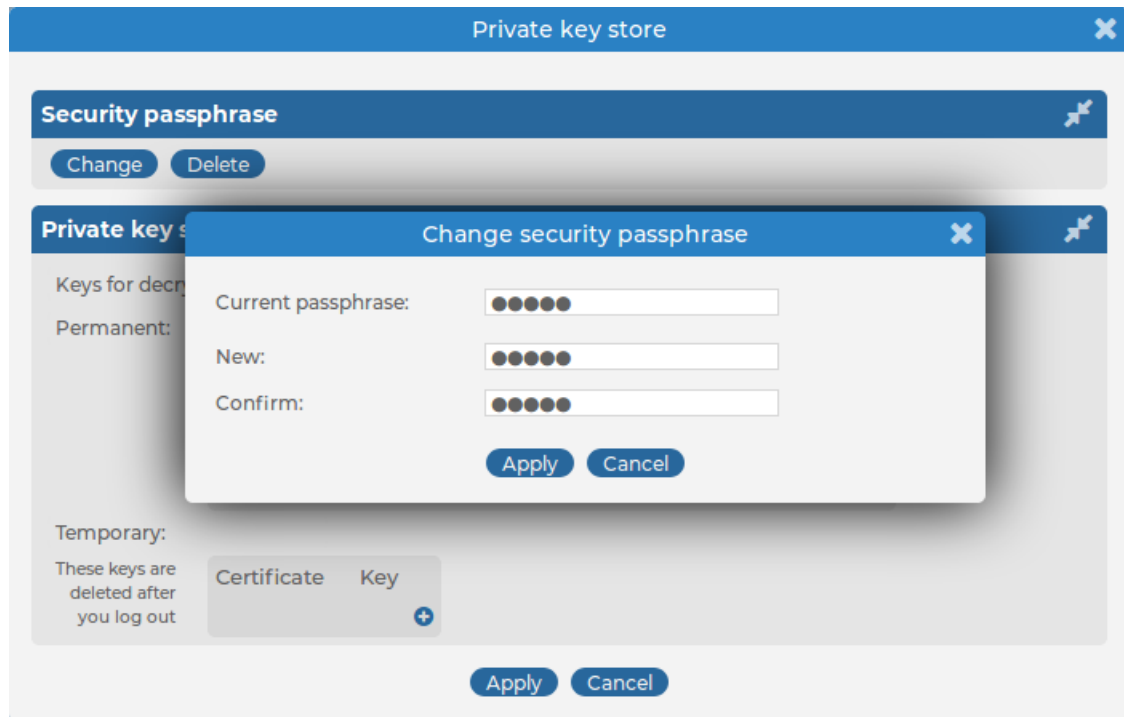 Private key store
Security passphrase
Change Delete
Private key
Change security passphrase
Keys for
Current passphrase: ●●●●●
Permanent:
New: ●●●●●
Confirm: ●●●●●
Apply Cancel
Temporary:
These keys are
deleted after
you log out
Certificate Key
Apply Cancel